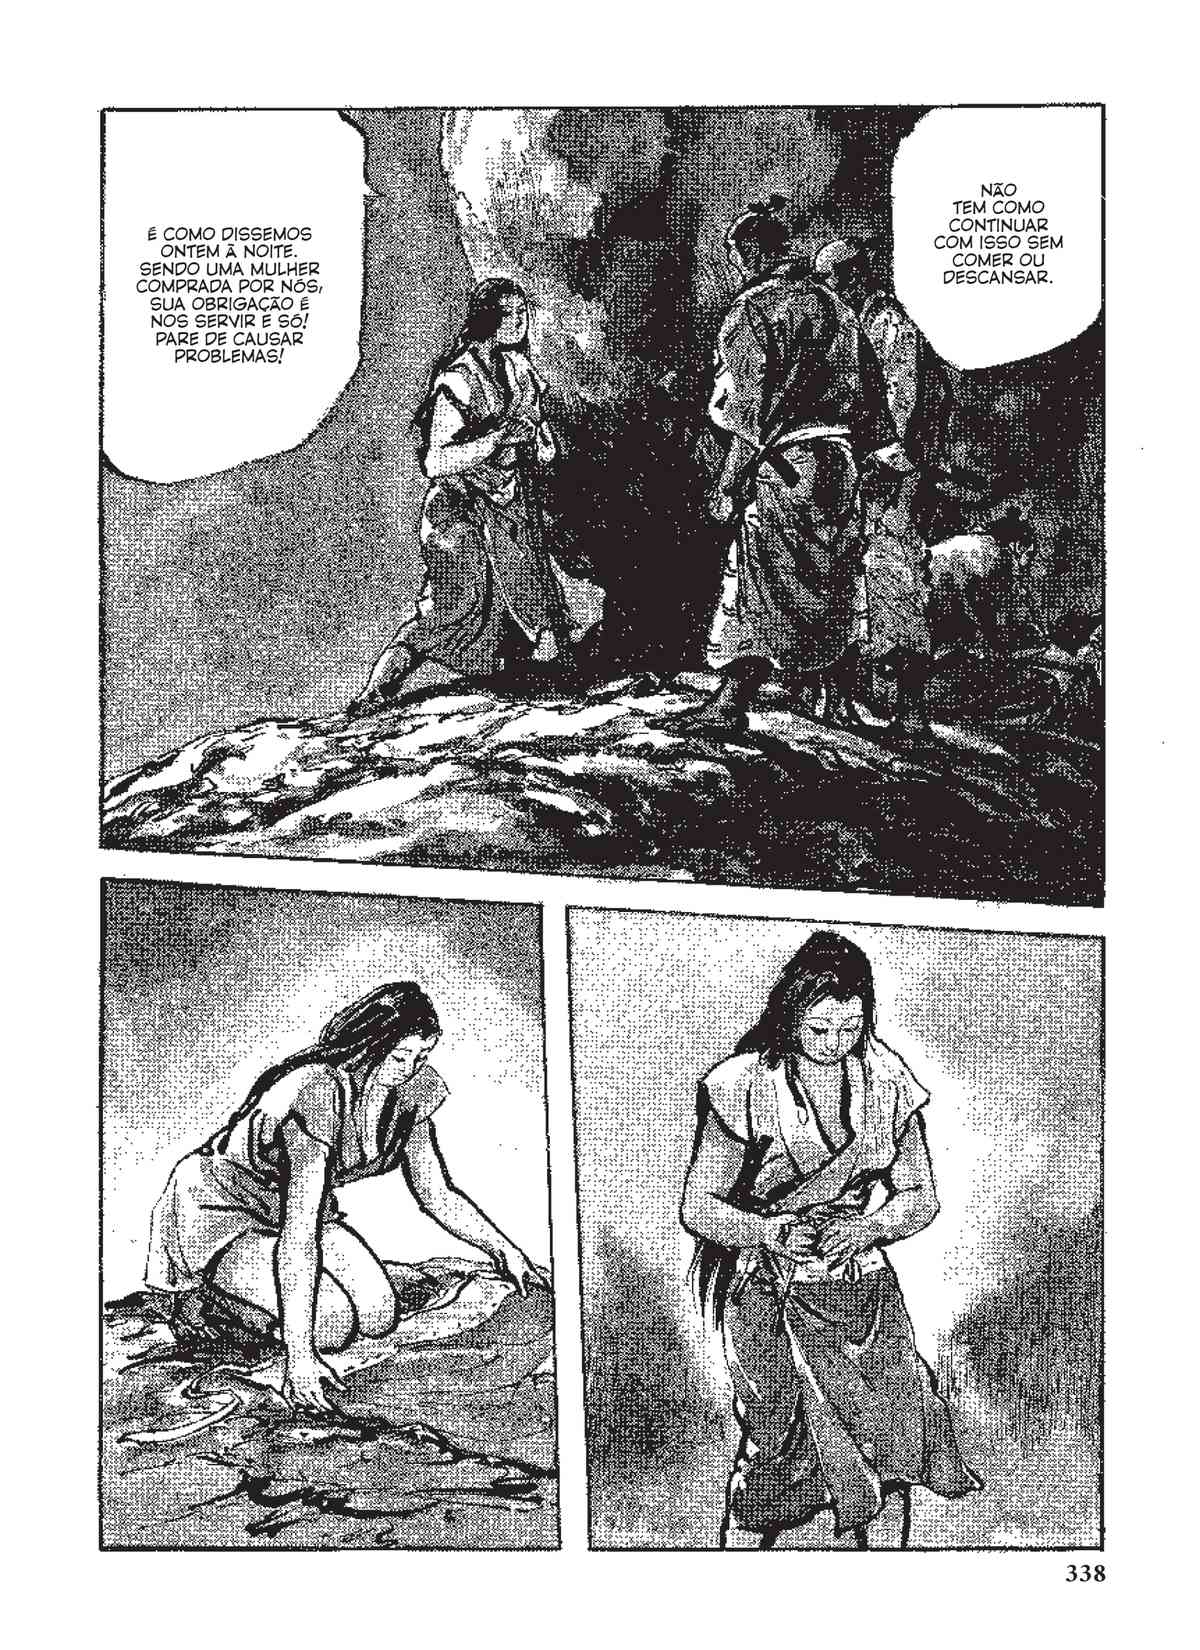 NÃO
TEM COMO
CONTINUAR
COM ISSO SEM
COMER OU
DESCANSAR.
É COMO DISSEMOS
ONTEM À NOITE.
SENDO UMA MULHER
COMPRADA POR NÓS,
SUA OBRIGAÇÃO É
NOS SERVIR E SÓ!
PARE DE CAUSAR
PROBLEMAS!
338